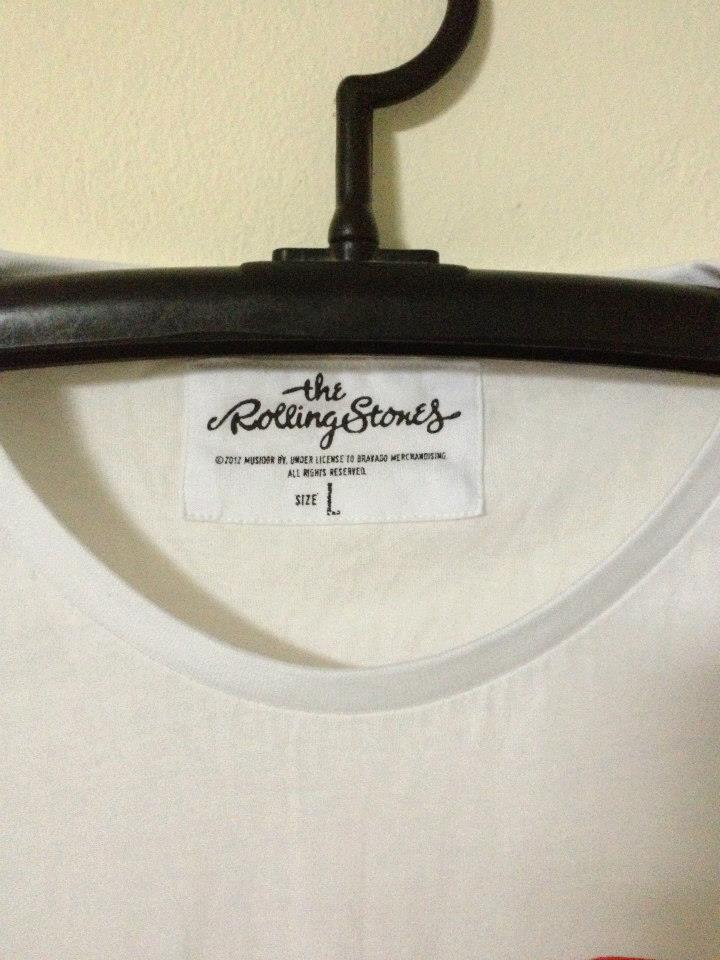 the
Rolling Stones
©2012 MUSIDOR BV, UNDER LICENSE TO BRAVADO MERCHANDISING.
ALL RIGHTS RESERVED.
SIZE L